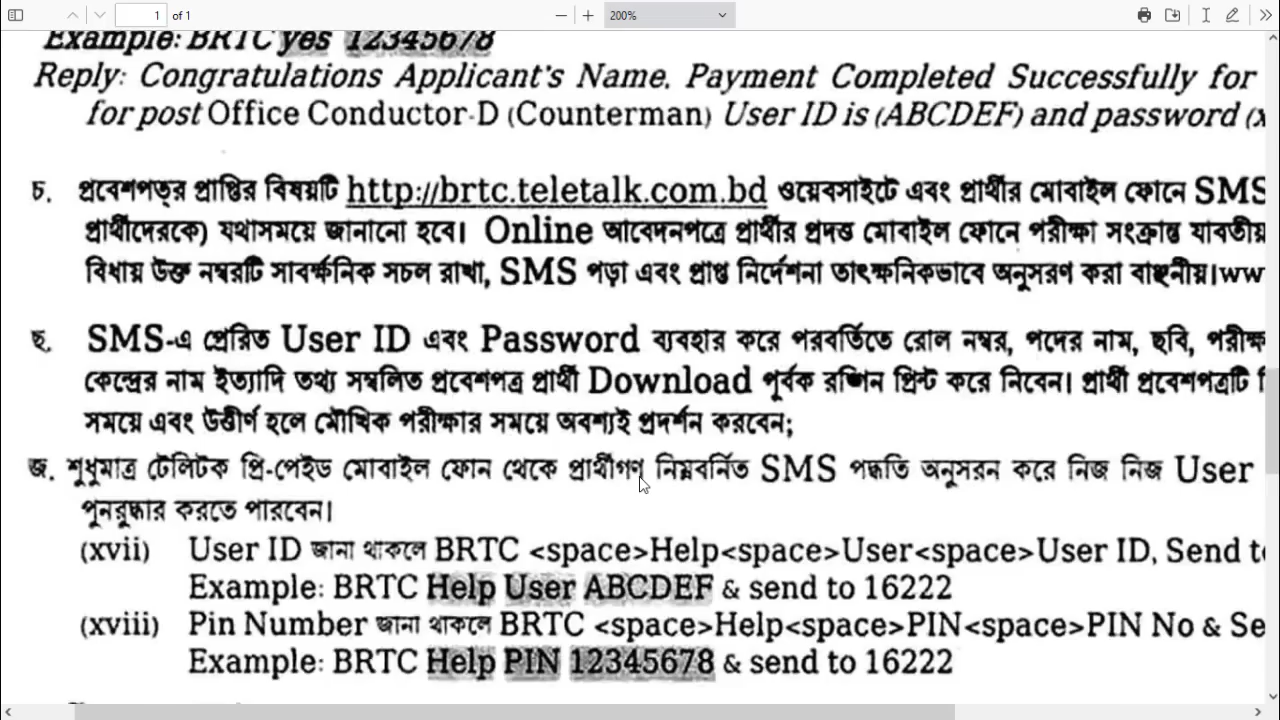 1 of 1 200%
Example: BRTC yes 12345678
Reply: Congratulations Applicant's Name, Payment Completed Successfully for
for post Office Conductor-D (Counterman) User ID is (ABCDEF) and password (x
চ. প্রবেশপত্র প্রাপ্তির বিষয়টি http://brtc.teletalk.com.bd ওয়েবসাইটে এবং প্রার্থীর মোবাইল ফোনে SMS
প্রার্থীদেরকে) যথাসময়ে জানানো হবে। Online আবেদনপত্রে প্রার্থীর প্রদত্ত মোবাইল ফোনে পরীক্ষা সংক্রান্ত যাবতীয়
বিধায় উক্ত নম্বরটি সার্বক্ষনিক সচল রাখা, SMS পড়া এবং প্রাপ্ত নির্দেশনা তাৎক্ষনিকভাবে অনুসরণ করা বাঞ্ছনীয়।ww
ছ. SMS-এ প্রেরিত User ID এবং Password ব্যবহার করে পরবর্তিতে রোল নম্বর, পদের নাম, ছবি, পরীক্ষ
কেন্দ্রের নাম ইত্যাদি তথ্য সম্বলিত প্রবেশপত্র প্রার্থী Download পূর্বক রঙ্গিন প্রিন্ট করে নিবেন। প্রার্থী প্রবেশপত্রটি
সময়ে এবং উত্তীর্ণ হলে মৌখিক পরীক্ষার সময়ে অবশ্যই প্রদর্শন করবেন;
জ. শুধুমাত্র টেলিটক প্রি-পেইড মোবাইল ফোন থেকে প্রার্থীগণ নিম্নবর্নিত SMS পদ্ধতি অনুসরন করে নিজ নিজ User
পুনরুদ্ধার করতে পারবেন।
(xvii) User ID জানা থাকলে BRTC <space>Help<space>User<space>User ID, Send to
Example: BRTC Help User ABCDEF & send to 16222
(xviii) Pin Number জানা থাকলে BRTC <space>Help<space>PIN<space>PIN No & Se
Example: BRTC Help PIN 12345678 & send to 16222